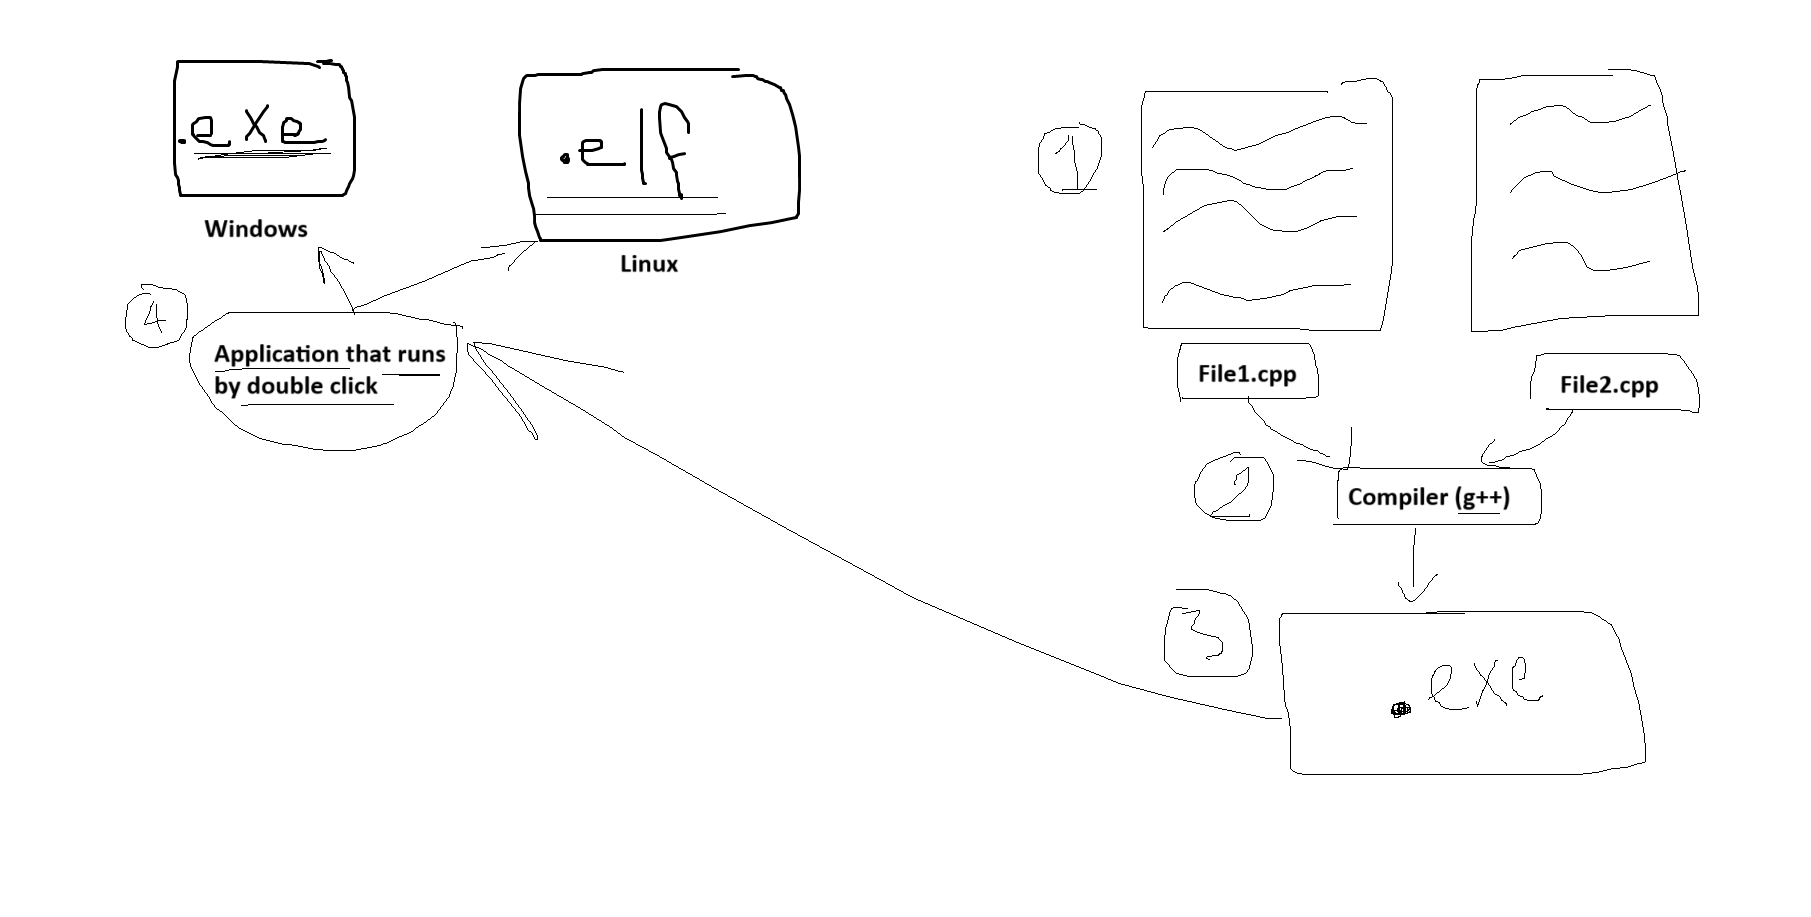 .exe
Windows
.elf
Linux
4
Application that runs
by double click
1
File1.cpp
File2.cpp
2
Compiler (g++)
3
.exe